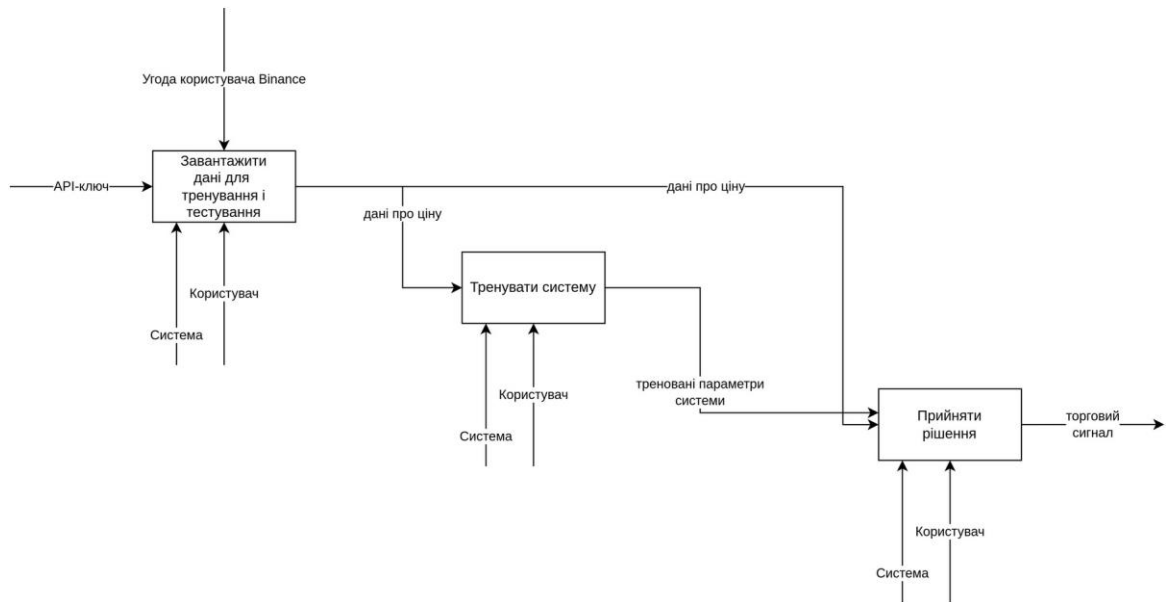 Угода користувача Binance
Завантажити
дані для
тренування і
тестування
API-ключ
дані про ціну
дані про ціну
Користувач
Система
Тренувати систему
треновані параметри
системи
Користувач
Система
Прийняти
рішення
торговий
сигнал
Користувач
Система